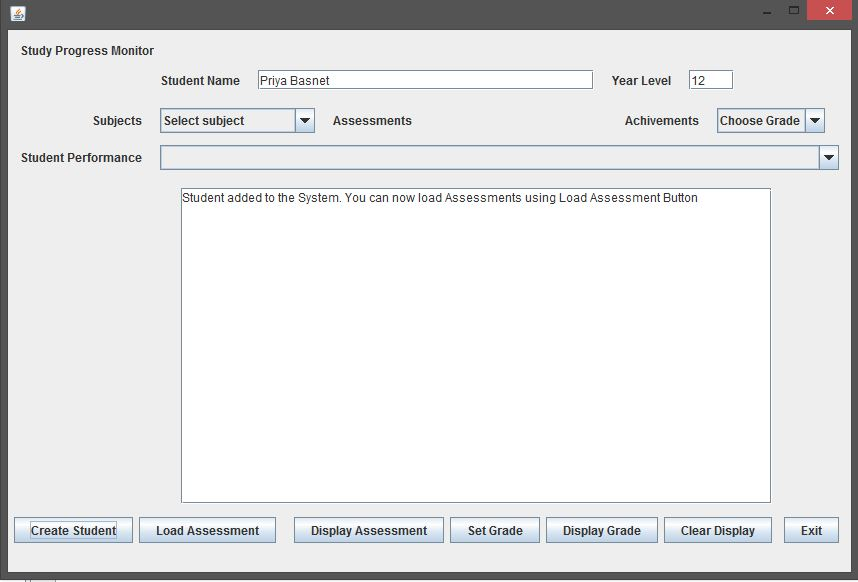 Study Progress Monitor
Student Name Priya Basnet Year Level 12
Subjects Select subject Assessments Achivements Choose Grade
Student Performance
Student added to the System. You can now load Assessments using Load Assessment Button
Create Student Load Assessment Display Assessment Set Grade Display Grade Clear Display Exit